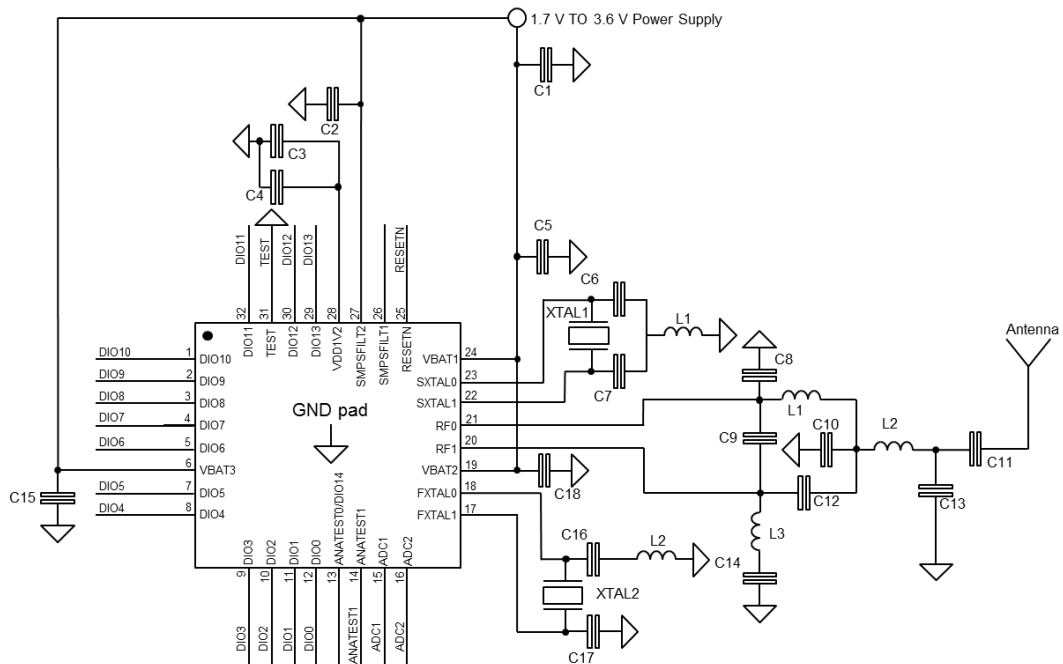 1.7 V TO 3.6 V Power Supply
C1
C2
C3
C4
C5
C6
DIO11
TEST
DIO12
DIO13
RESETN
32
31
30
29
28
27
26
25
DIO11
TEST
DIO12
DIO13
VDD1V2
SMPSFILT2
SMPSFILT1
RESETN
XTAL1
L1
C7
Antenna
DIO10 1 DIO10
DIO9 2 DIO9
DIO8 3 DIO8
DIO7 4 DIO7
DIO6 5 DIO6
6 VBAT3
DIO5 7 DIO5
DIO4 8 DIO4
C15
GND pad
VBAT1 24
SXTAL0 23
SXTAL1 22
RF0 21
RF1 20
VBAT2 19
FXTAL0 18
FXTAL1 17
C8
L1
C9
C10
L2
C11
C12
C13
C18
L3
C14
C16
L2
XTAL2
C17
DIO3
DIO2
DIO1
DIO0
ANATEST0/DIO14
ANATEST1
ADC1
ADC2
9
10
11
12
13
14
15
16
DIO3
DIO2
DIO1
DIO0
ANATEST1
ADC1
ADC2